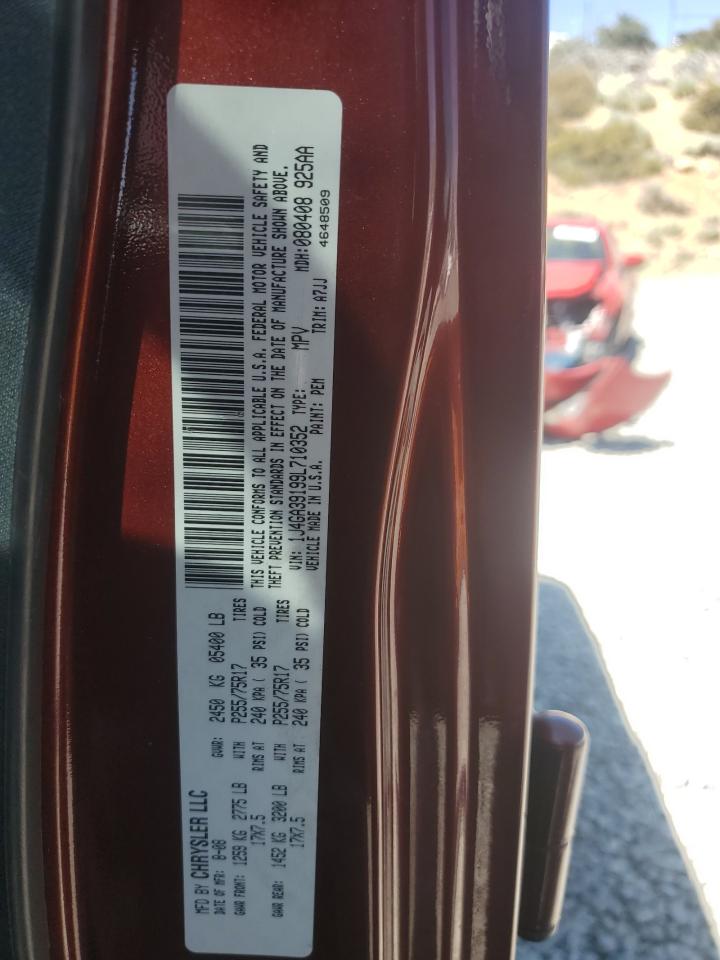 MFD BY CHRYSLER LLC
DATE OF MFR: 8-08 GVWR: 2450 KG 05400 LB
GAWR FRONT: 1259 KG 2775 LB WITH P255/75R17 TIRES
17X7.5 RIMS AT 240 KPA ( 35 PSI) COLD
GAWR REAR: 1452 KG 3200 LB WITH P255/75R17 TIRES
17X7.5 RIMS AT 240 KPA ( 35 PSI) COLD
THIS VEHICLE CONFORMS TO ALL APPLICABLE U.S.A. FEDERAL MOTOR VEHICLE SAFETY AND
THEFT PREVENTION STANDARDS IN EFFECT ON THE DATE OF MANUFACTURE SHOWN ABOVE.
VIN: 1J4GA39199L710352 TYPE: MPV MDH:080408 925AA
VEHICLE MADE IN U.S.A. PAINT: PEM TRIM: A7JJ 4648509